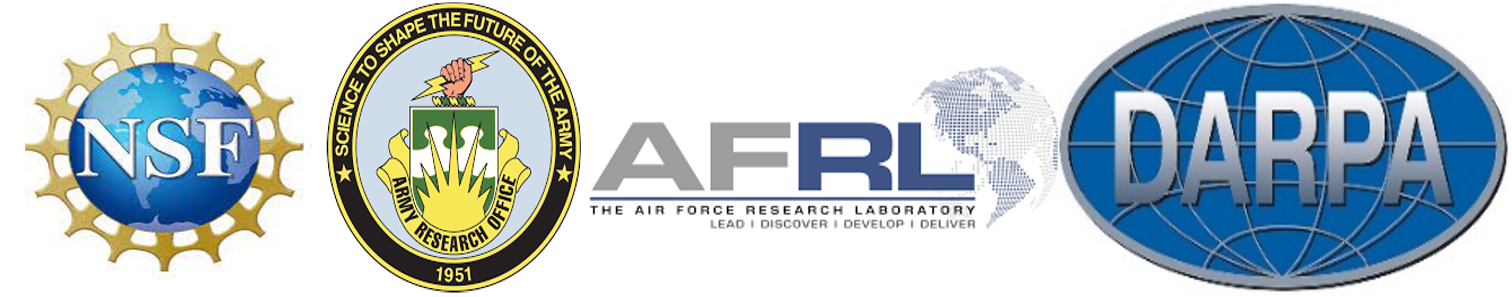 NSF
SCIENCE TO SHAPE THE FUTURE OF THE ARMY
ARMY RESEARCH OFFICE
1951
AFRL
THE AIR FORCE RESEARCH LABORATORY
LEAD | DISCOVER | DEVELOP | DELIVER
DARPA